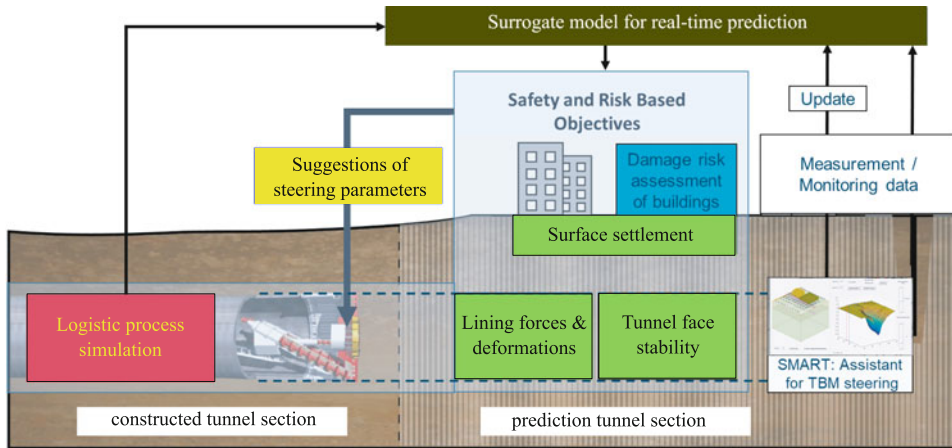 Surrogate model for real-time prediction
Safety and Risk Based
Objectives
Update
Suggestions of
steering parameters
Damage risk
assessment
of buildings
Measurement /
Monitoring data
Surface settlement
Logistic process
simulation
Lining forces &
deformations
Tunnel face
stability
SMART: Assistant
for TBM steering
constructed tunnel section
prediction tunnel section